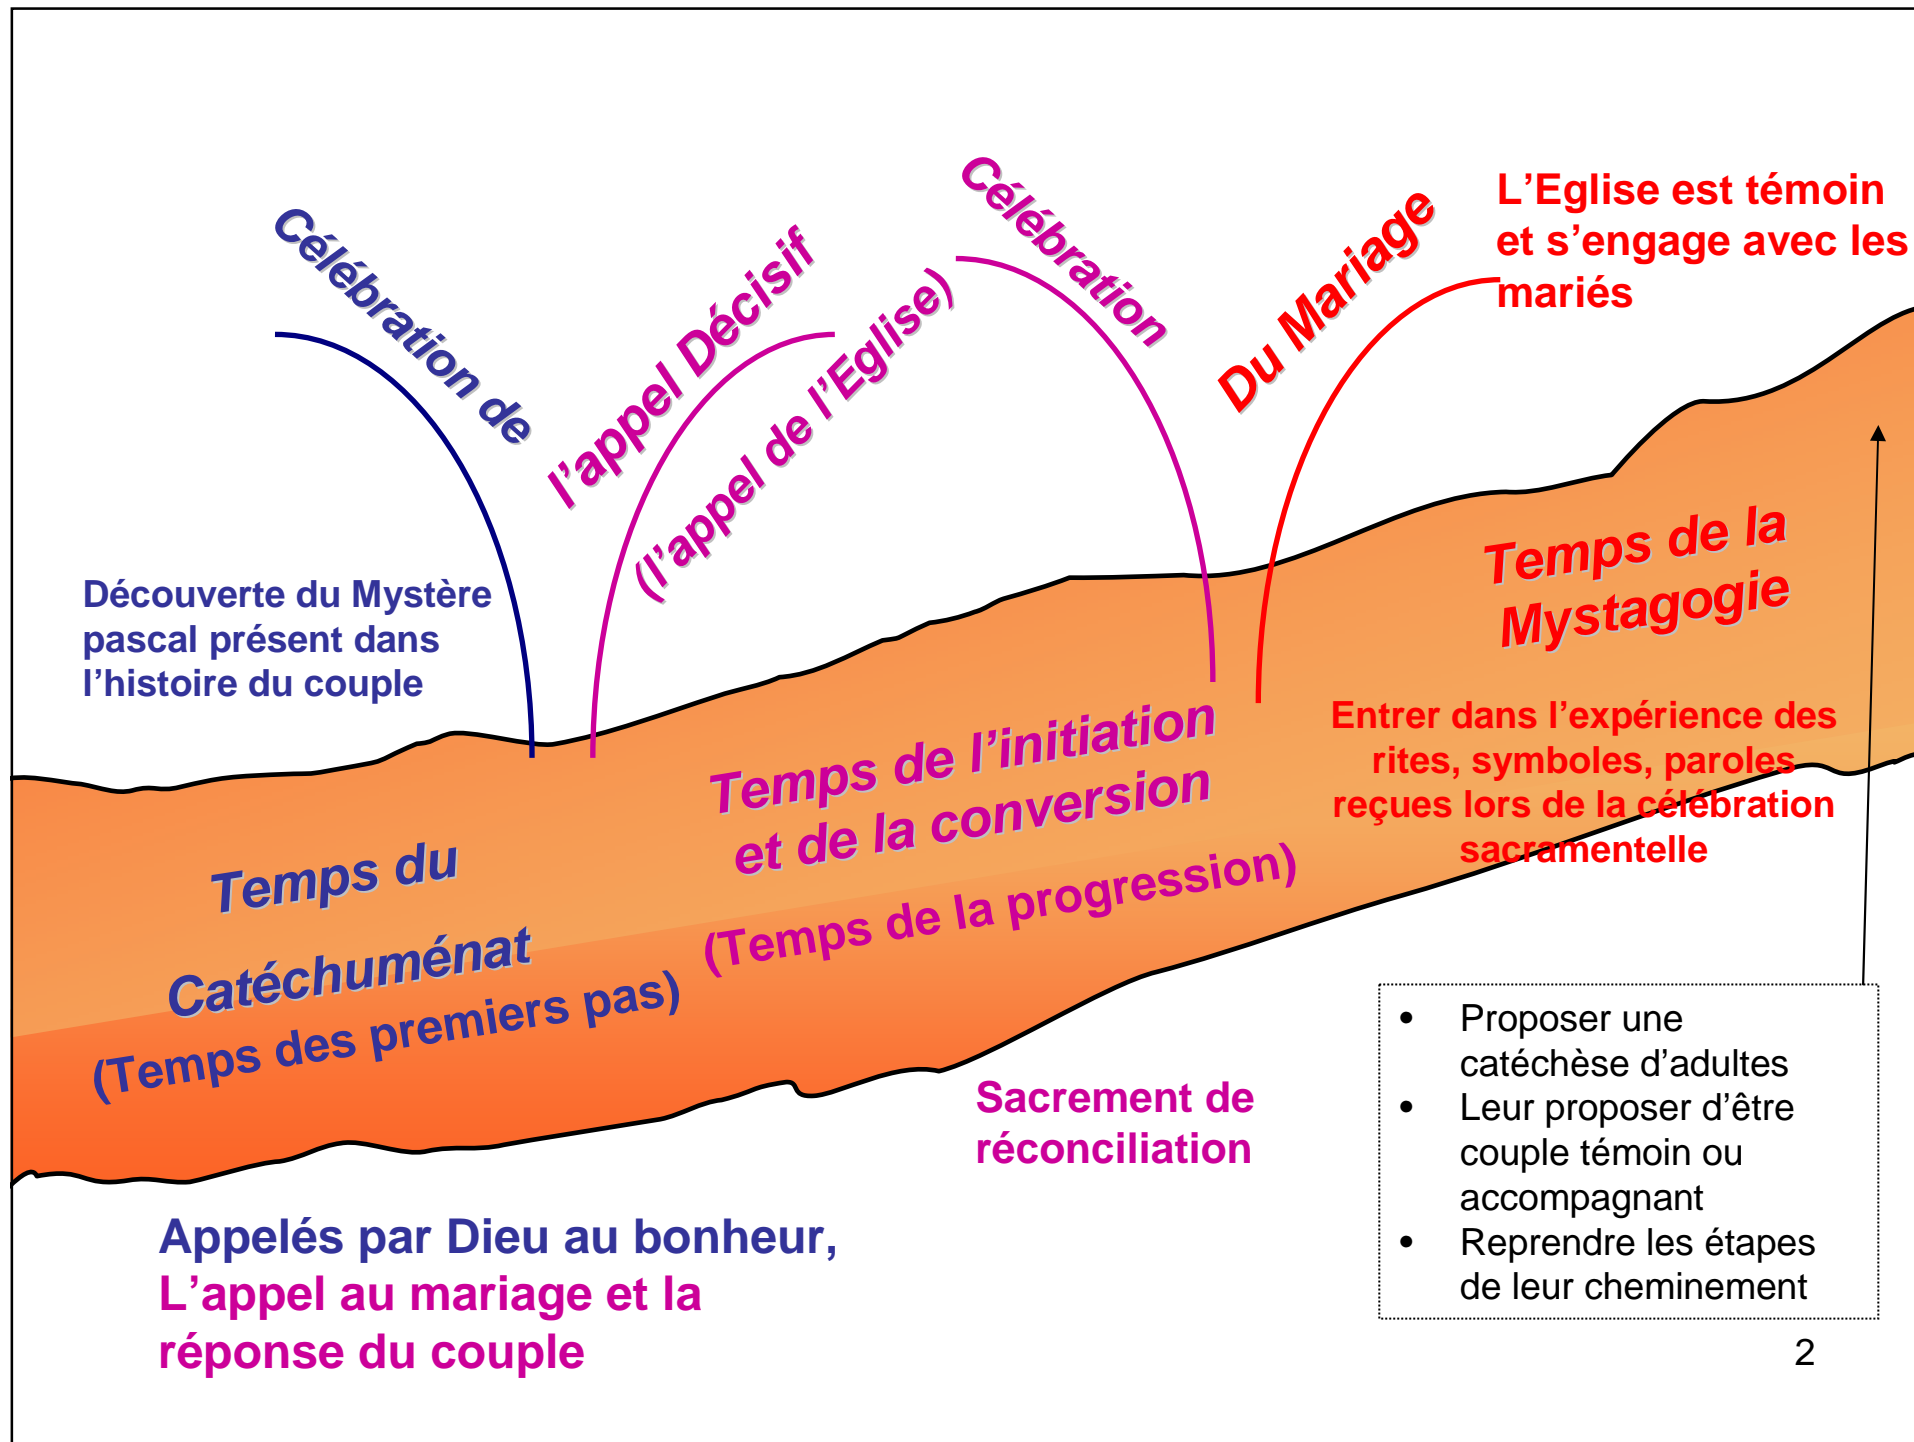 Célébration de
l’appel Décisif
(l’appel de l’Eglise)
Célébration
Du Mariage
L’Eglise est témoin
et s’engage avec les
mariés
Découverte du Mystère
pascal présent dans
l’histoire du couple
Temps du
Catéchuménat
(Temps des premiers pas)
Temps de l’initiation
et de la conversion
(Temps de la progression)
Temps de la
Mystagogie
Entrer dans l’expérience des
rites, symboles, paroles
reçues lors de la célébration
sacramentelle
Sacrement de
réconciliation
Appelés par Dieu au bonheur,
L’appel au mariage et la
réponse du couple
• Proposer une
catéchèse d’adultes
• Leur proposer d’être
couple témoin ou
accompagnant
• Reprendre les étapes
de leur cheminement
2